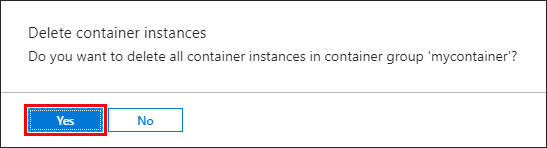 Delete container instances
Do you want to delete all container instances in container group 'mycontainer'?
Yes
No